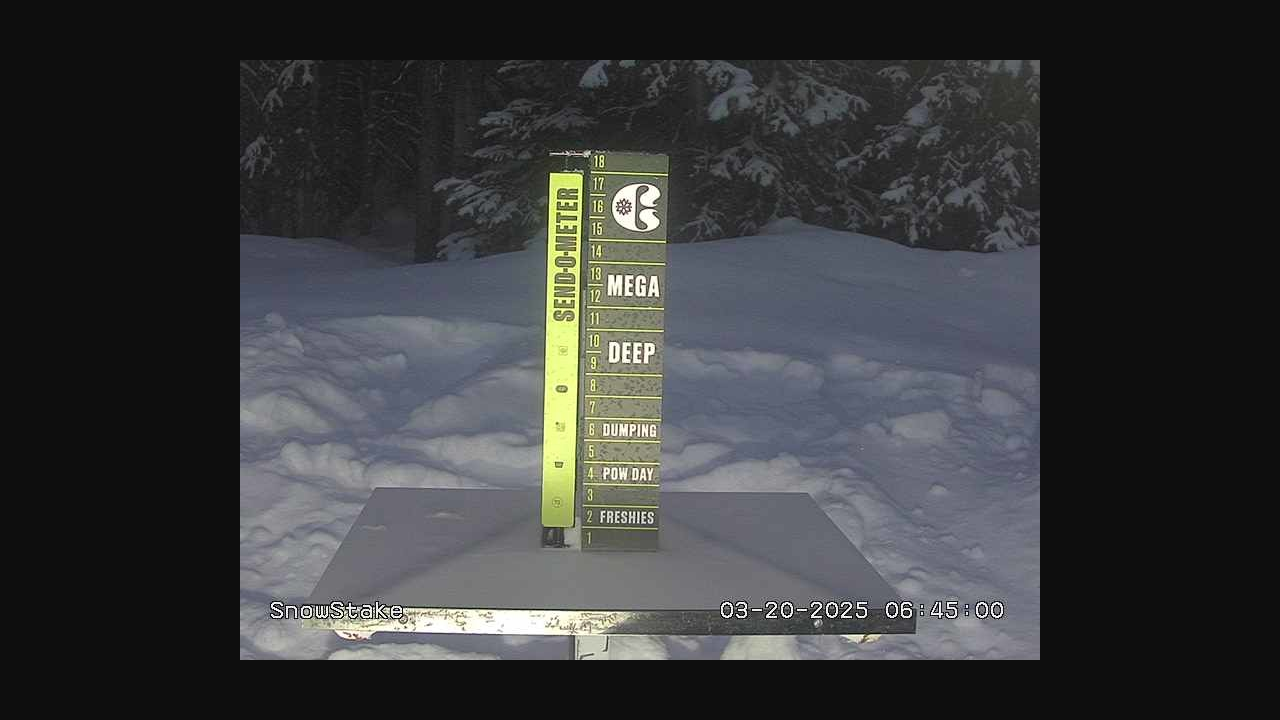 SEND-O-METER
18
17
16
15
14
13
12
MEGA
11
10
9
DEEP
8
7
6 DUMPING
5
4 POW DAY
3
2 FRESHIES
1
SnowStake
03-20-2025 06:45:00